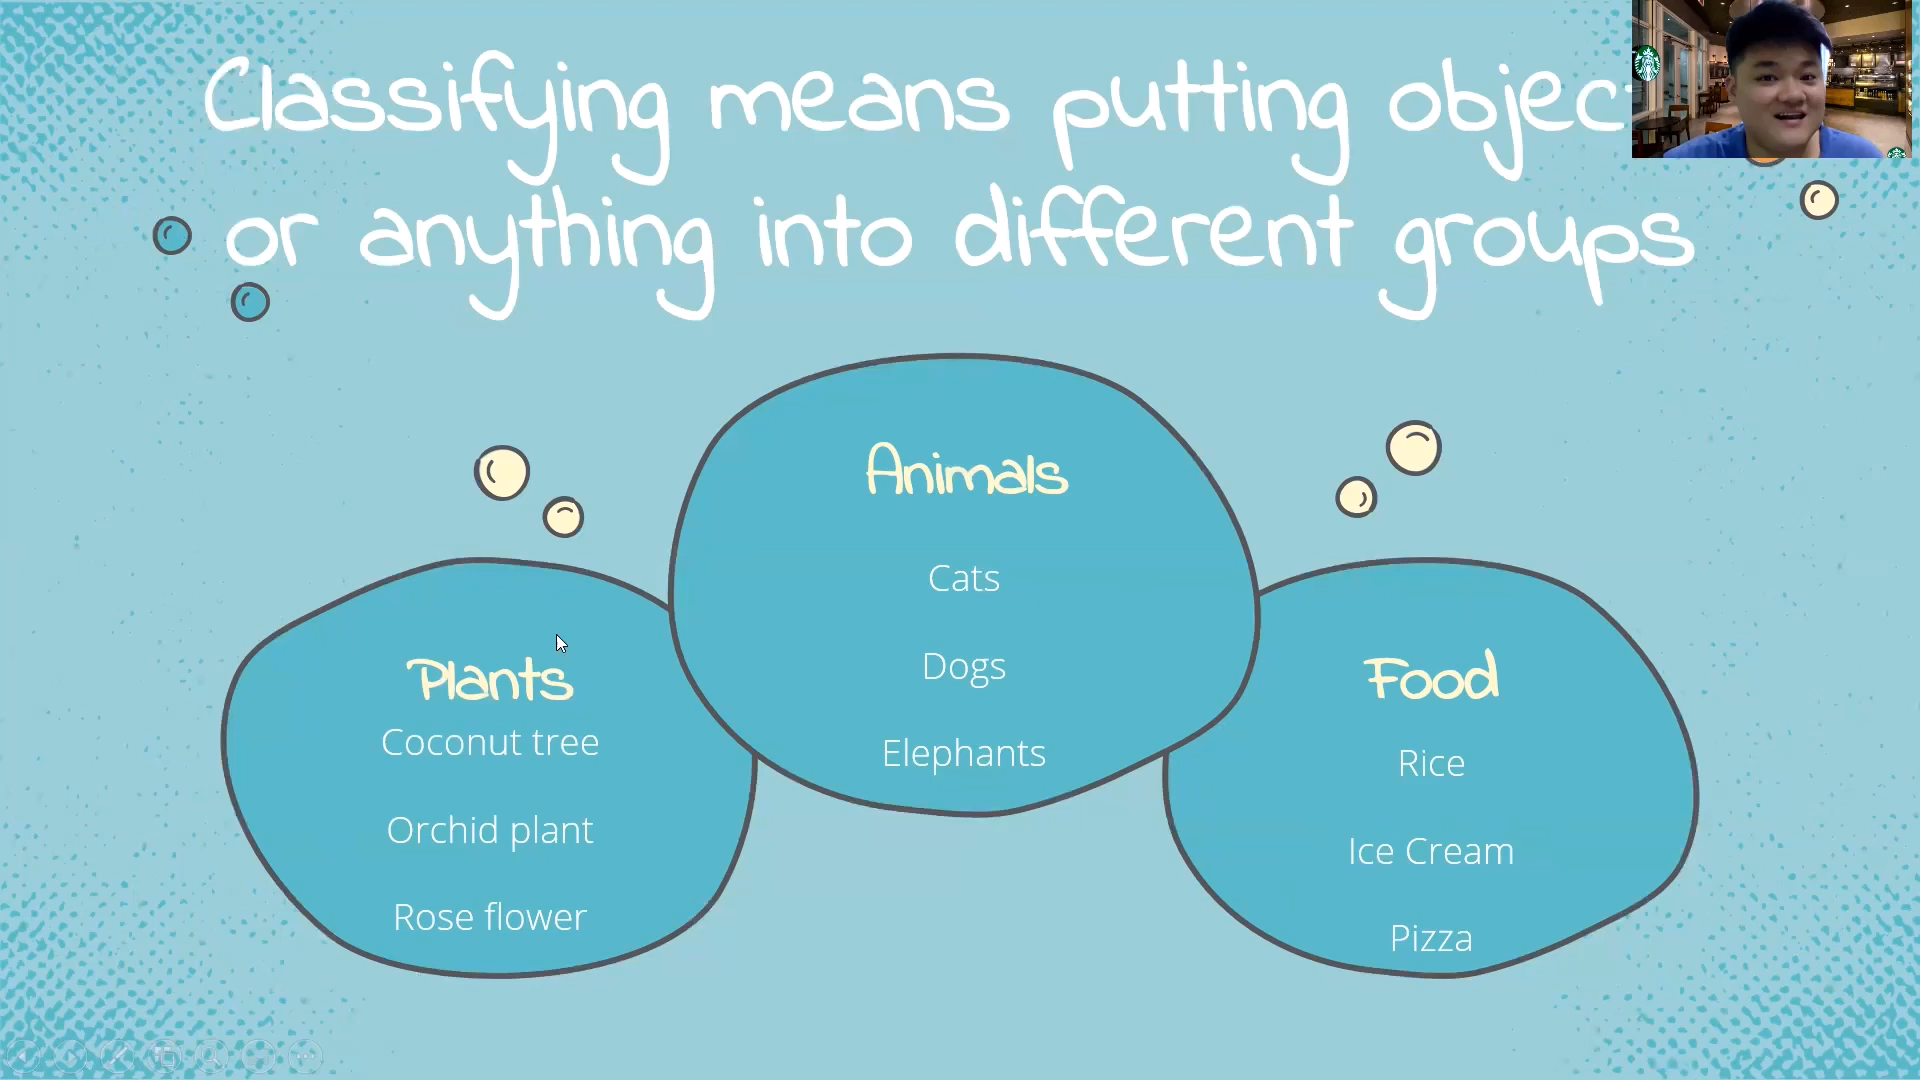 Classifying means putting objec
or anything into different groups
Animals
Cats
Dogs
Elephants
Plants
Coconut tree
Orchid plant
Rose flower
Food
Rice
Ice Cream
Pizza